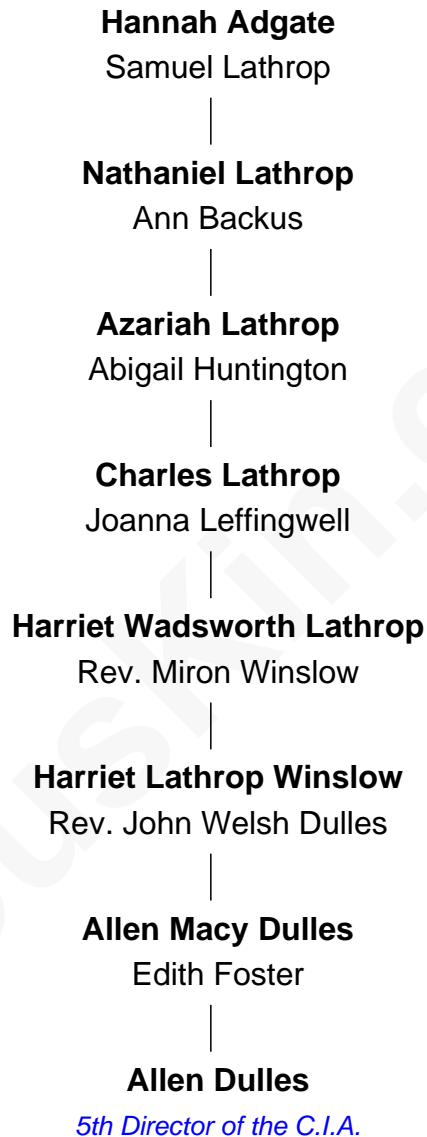 Hannah Adgate
Samuel Lathrop
Nathaniel Lathrop
Ann Backus
Azariah Lathrop
Abigail Huntington
Charles Lathrop
Joanna Leffingwell
Harriet Wadsworth Lathrop
Rev. Miron Winslow
Harriet Lathrop Winslow
Rev. John Welsh Dulles
Allen Macy Dulles
Edith Foster
Allen Dulles
5th Director of the C.I.A.